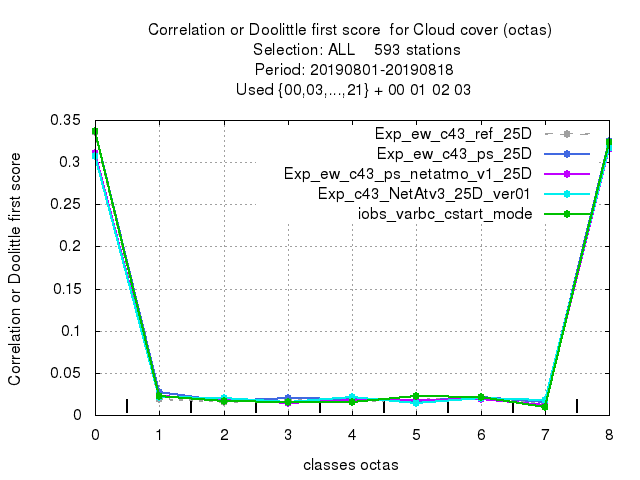 Correlation or Doolittle first score  for Cloud cover (octas)
Selection: ALL    593 stations
Period: 20190801-20190818
Used {00,03,...,21} + 00 01 02 03
Correlation or Doolittle first score
0.35
0.3
0.25
0.2
0.15
0.1
0.05
0
Exp_ew_c43_ref_25D
Exp_ew_c43_ps_25D
Exp_ew_c43_ps_netatmo_v1_25D
Exp_c43_NetAtv3_25D_ver01
iobs_varbc_cstart_mode
0 1 2 3 4 5 6 7 8
classes octas